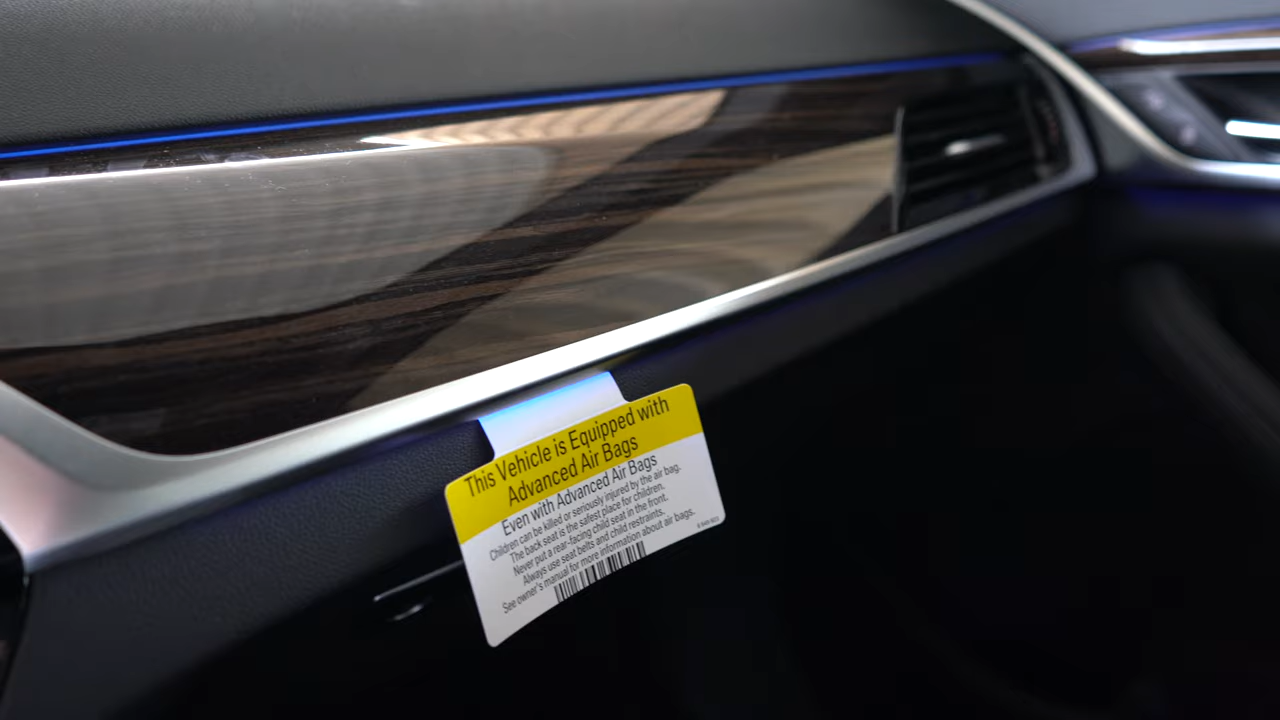 This Vehicle is Equipped with
Advanced Air Bags
Even with Advanced Air Bags
Children can be killed or seriously injured by the air bag.
The back seat is the safest place for children.
Never put a rear-facing child seat in the front.
Always use seat belts and child restraints.
See owner's manual for more information about air bags.